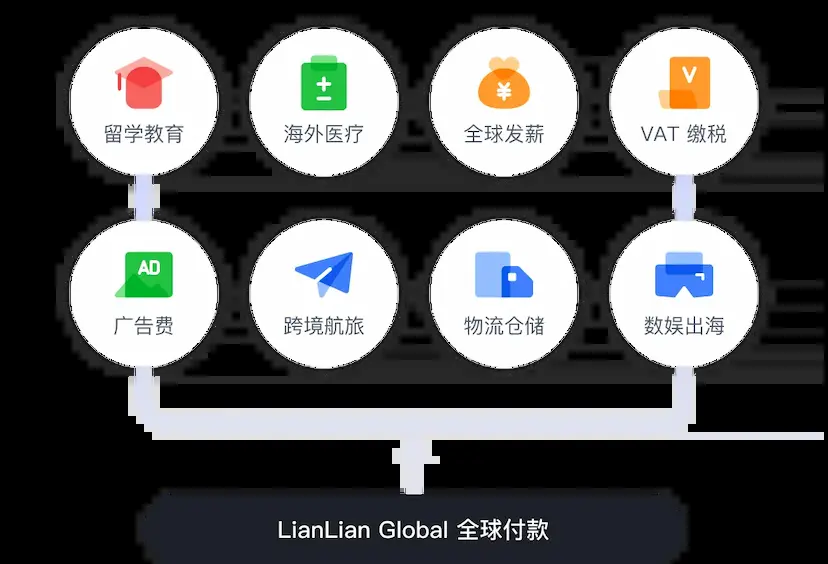 留学教育
海外医疗
全球发薪
VAT 缴税
AD
广告费
跨境航旅
物流仓储
数娱出海
LianLian Global 全球付款